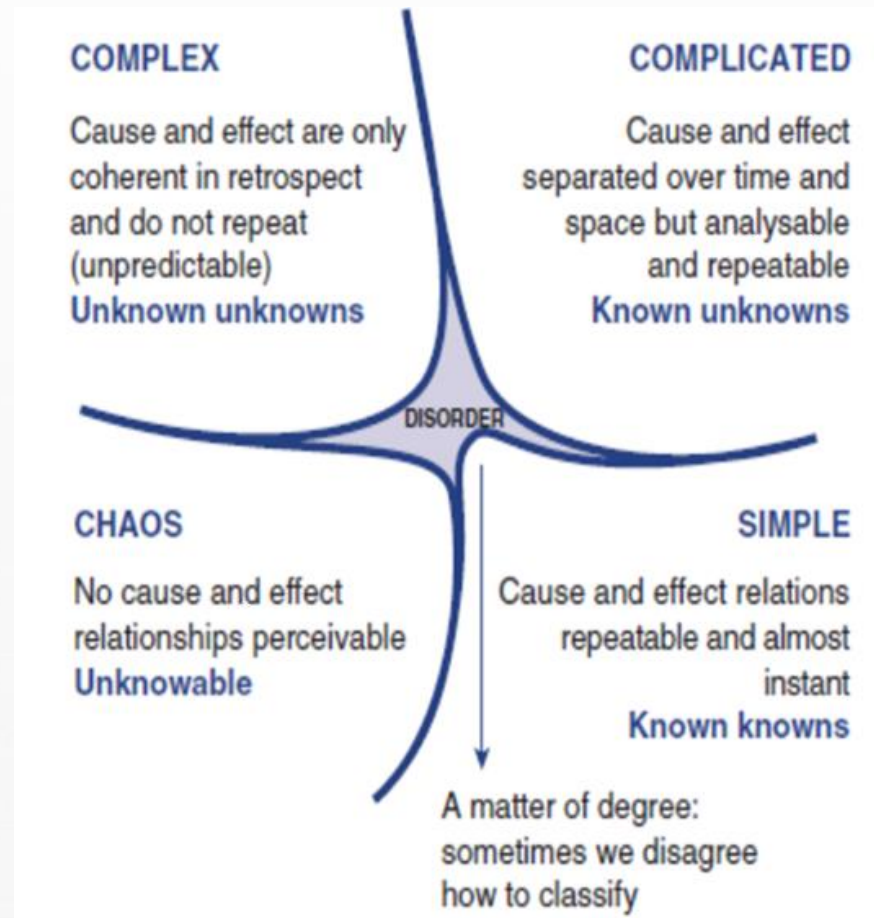 COMPLEX
Cause and effect are only
coherent in retrospect
and do not repeat
(unpredictable)
Unknown unknowns
COMPLICATED
Cause and effect
separated over time and
space but analysable
and repeatable
Known unknowns
DISORDER
CHAOS
No cause and effect
relationships perceivable
Unknowable
SIMPLE
Cause and effect relations
repeatable and almost
instant
Known knowns
A matter of degree:
sometimes we disagree
how to classify